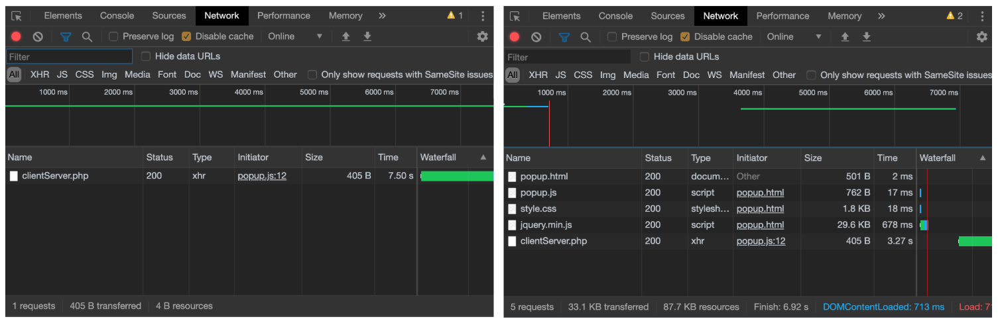 Elements Console Sources Network Performance Memory » 1
Preserve log Disable cache Online
Filter Hide data URLs
All XHR JS CSS Img Media Font Doc WS Manifest Other Only show requests with SameSite issues
1000 ms 2000 ms 3000 ms 4000 ms 5000 ms 6000 ms 7000 ms
Name Status Type Initiator Size Time Waterfall
clientServer.php 200 xhr popup.js:12 405 B 7.50 s
1 requests 405 B transferred 4 B resources
Elements Console Sources Network Performance Memory » 2
Preserve log Disable cache Online
Filter Hide data URLs
All XHR JS CSS Img Media Font Doc WS Manifest Other Only show requests with SameSite issues
1000 ms 2000 ms 3000 ms 4000 ms 5000 ms 6000 ms 7000 ms
Name Status Type Initiator Size Time Waterfall
popup.html 200 docum... Other 501 B 2 ms
popup.js 200 script popup.html 762 B 17 ms
style.css 200 stylesh... popup.html 1.8 KB 18 ms
jquery.min.js 200 script popup.html 29.6 KB 678 ms
clientServer.php 200 xhr popup.js:12 405 B 3.27 s
5 requests 33.1 KB transferred 87.7 KB resources Finish: 6.92 s DOMContentLoaded: 713 ms Load: 71